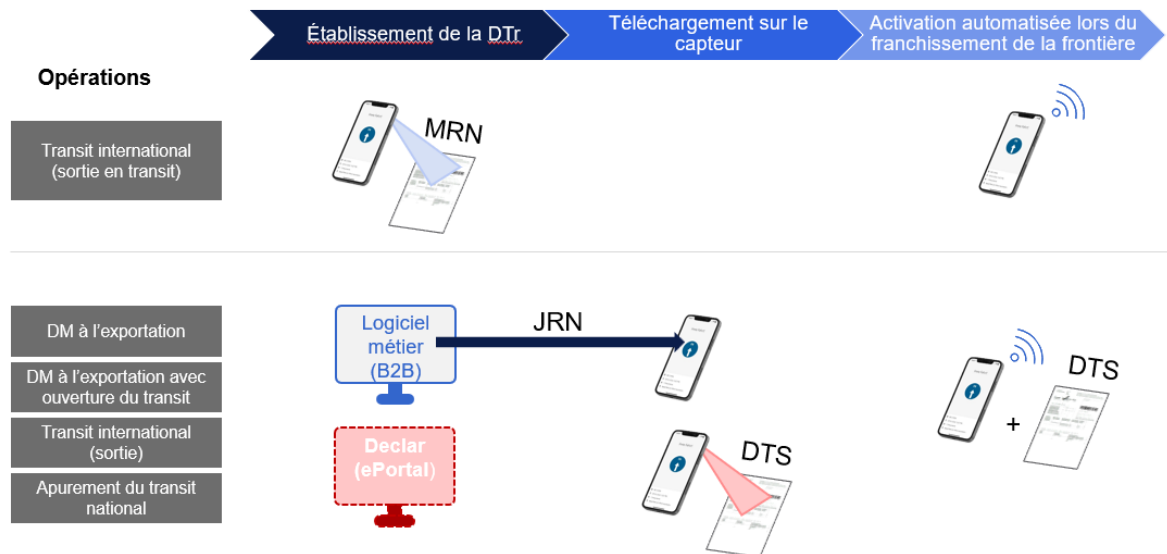 Établissement de la DTr
Téléchargement sur le
capteur
Activation automatisée lors du
franchissement de la frontière
Opérations
Transit international
(sortie en transit)
MRN
DM à l'exportation
DM à l'exportation avec
ouverture du transit
Transit international
(sortie)
Apurement du transit
national
Logiciel
métier
(B2B)
JRN
Declar
(ePortal)
DTS
DTS
+